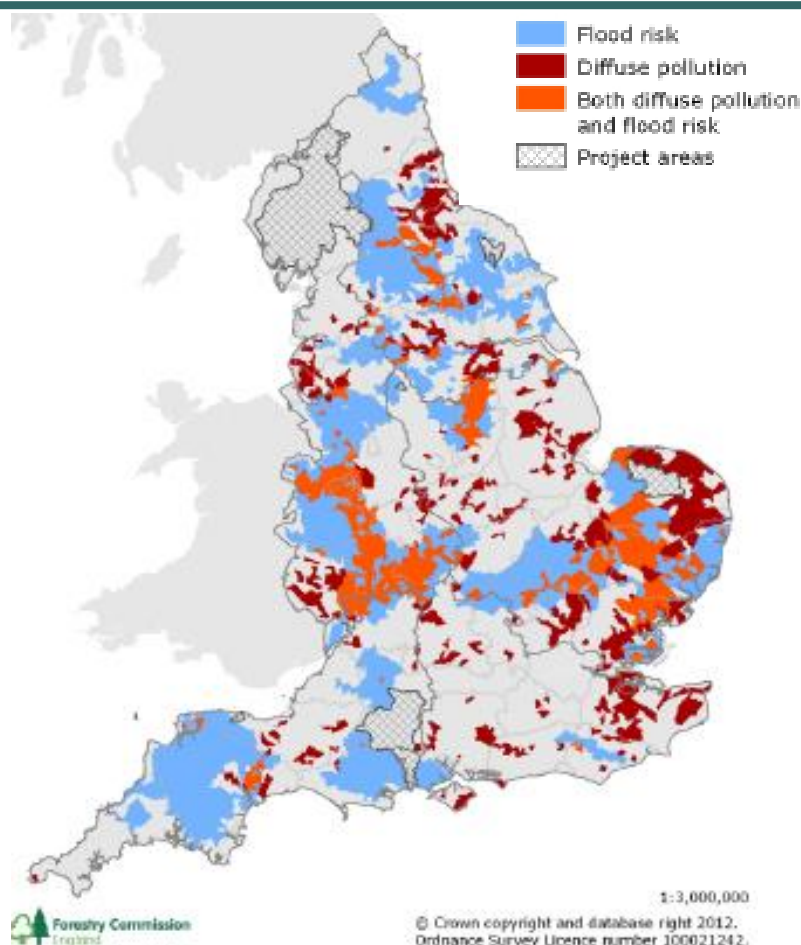 Flood risk
Diffuse pollution
Both diffuse pollution
and flood risk
Project areas
1:3,000,000
Forestry Commission
England
© Crown copyright and database right 2012.
Ordnance Survey Licence number 100021242.